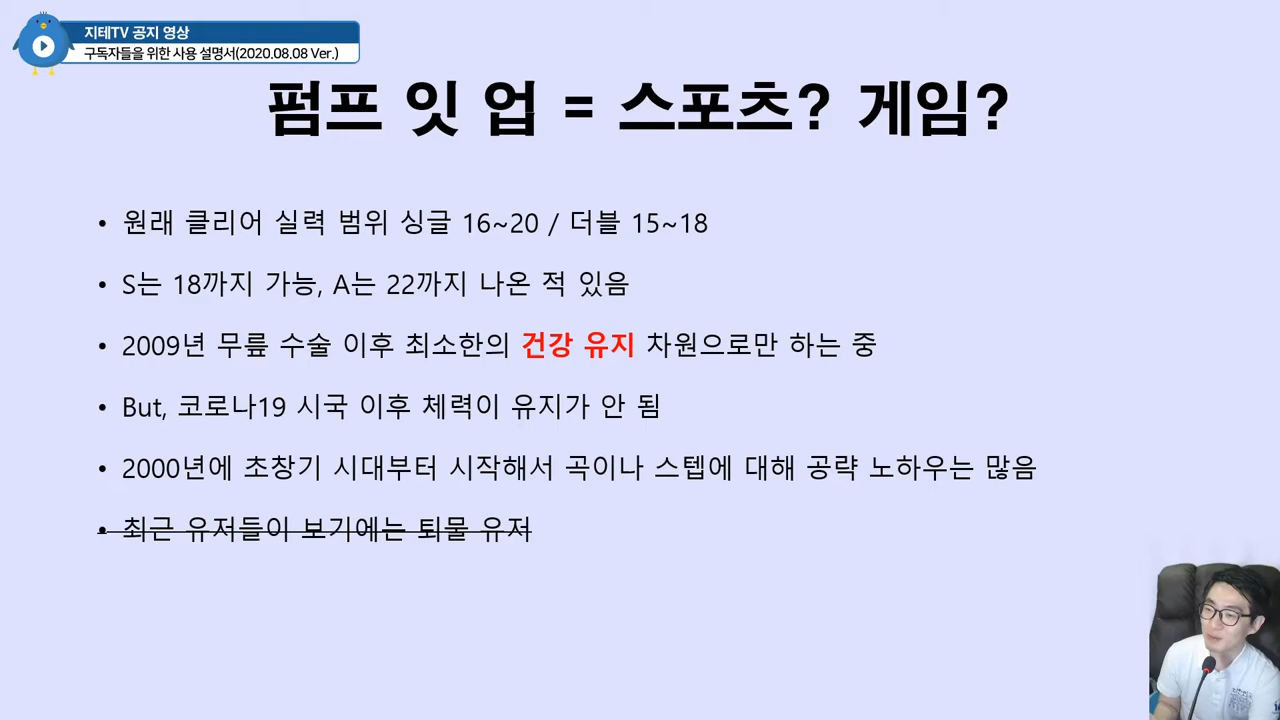 지테TV 공지 영상
구독자들을 위한 사용 설명서(2020.08.08 Ver.)
펌프 잇 업 = 스포츠? 게임?
• 원래 클리어 실력 범위 싱글 16~20 / 더블 15~18
• S는 18까지 가능, A는 22까지 나온 적 있음
• 2009년 무릎 수술 이후 최소한의 건강 유지 차원으로만 하는 중
• But, 코로나19 시국 이후 체력이 유지가 안 됨
• 2000년에 초창기 시대부터 시작해서 곡이나 스텝에 대해 공략 노하우는 많음
• 최근 유저들이 보기에는 퇴물 유저